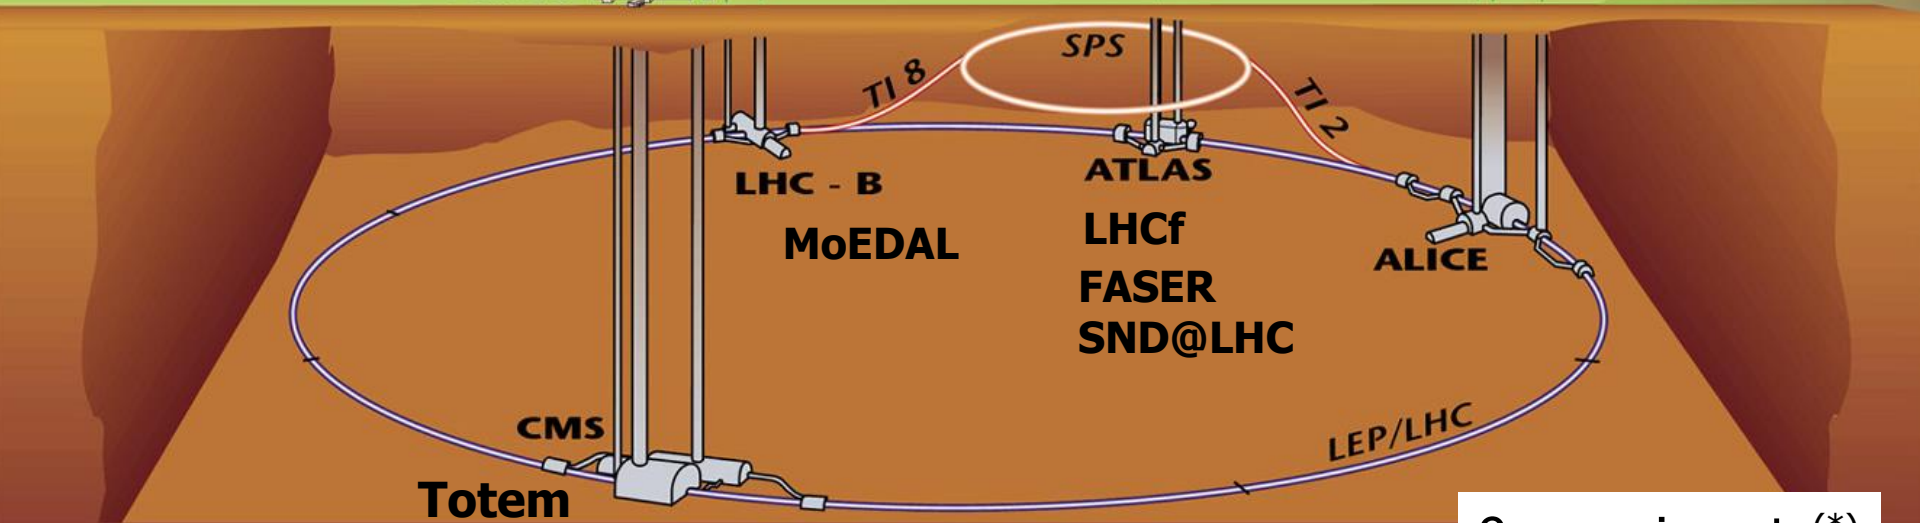 SPS
TI 8
TI 2
LHC - B
ATLAS
MoEDAL
LHCf
ALICE
FASER
SND@LHC
CMS
LEP/LHC
Totem
(*)